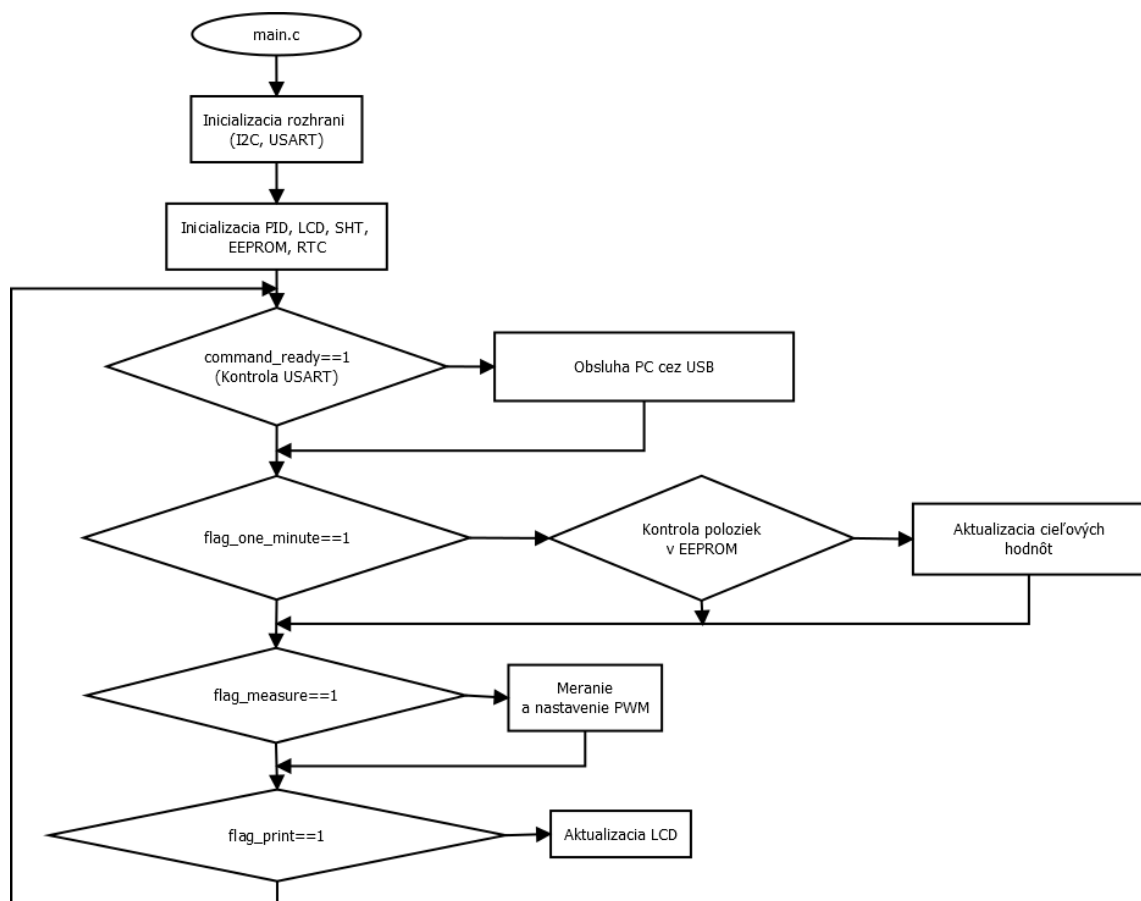 main.c
Inicializacia rozhrani
(I2C, USART)
Inicializacia PID, LCD, SHT,
EEPROM, RTC
command_ready==1
(Kontrola USART)
Obsluha PC cez USB
flag_one_minute==1
Kontrola poloziek
v EEPROM
Aktualizacia cieľových
hodnôt
flag_measure==1
Meranie
a nastavenie PWM
flag_print==1
Aktualizacia LCD